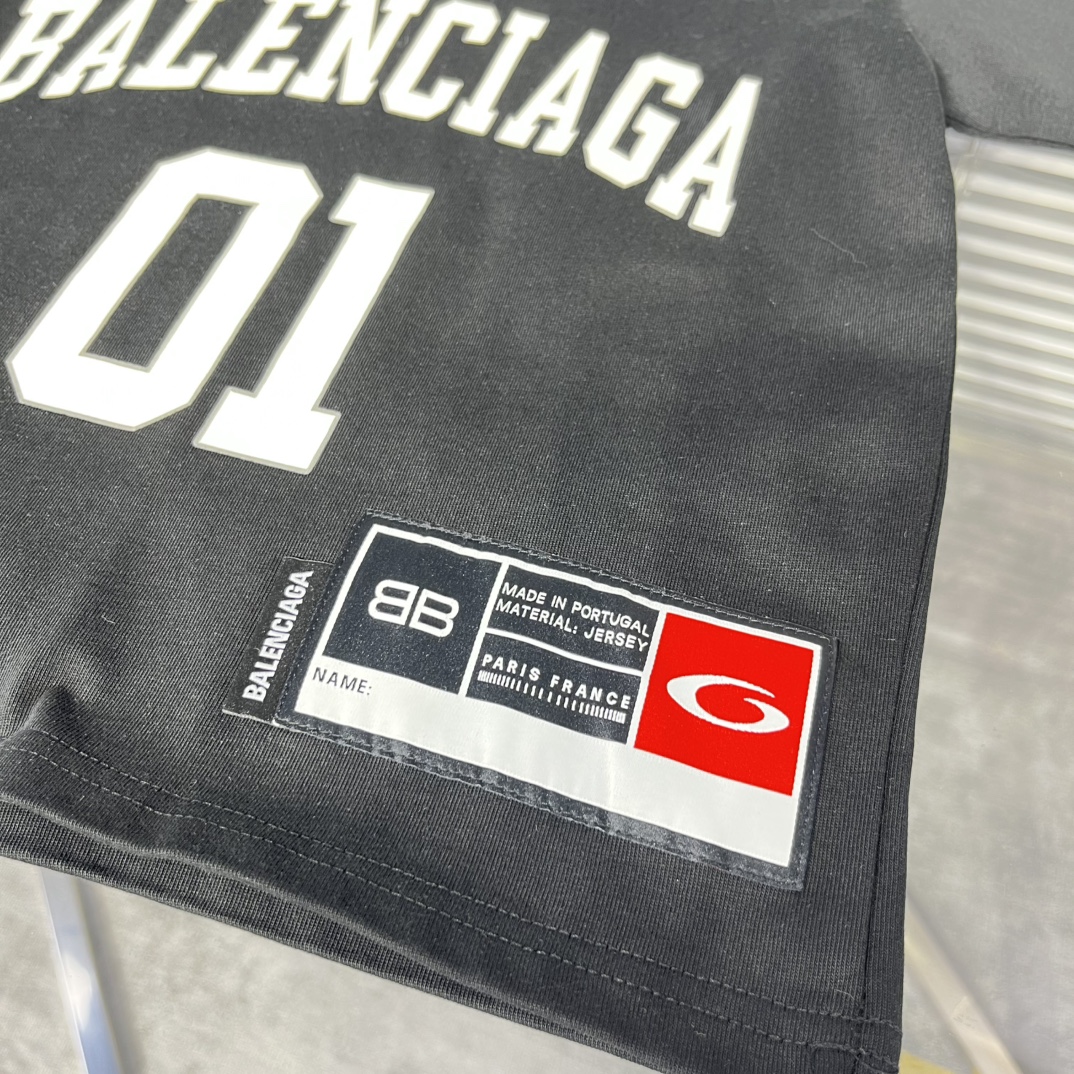 BALENCIAGA
01
BALENCIAGA
BB
MADE IN PORTUGAL
MATERIAL: JERSEY
PARIS FRANCE
NAME: